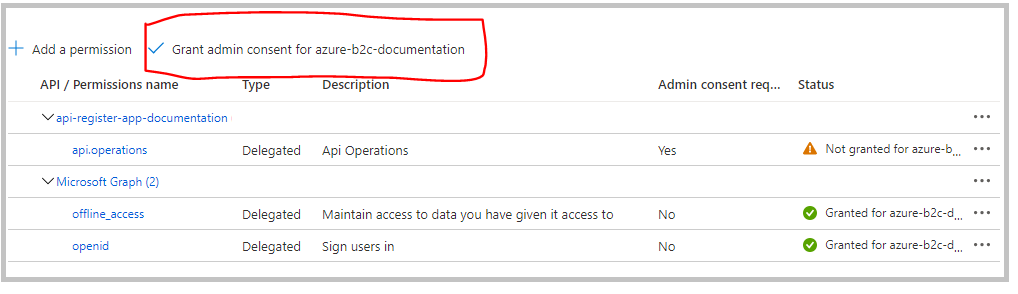 Add a permission Grant admin consent for azure-b2c-documentation
API / Permissions name Type Description Admin consent req... Status
api-register-app-documentation
api.operations Delegated Api Operations Yes Not granted for azure-b...
Microsoft Graph (2)
offline_access Delegated Maintain access to data you have given it access to No Granted for azure-b2c-d...
openid Delegated Sign users in No Granted for azure-b2c-d...